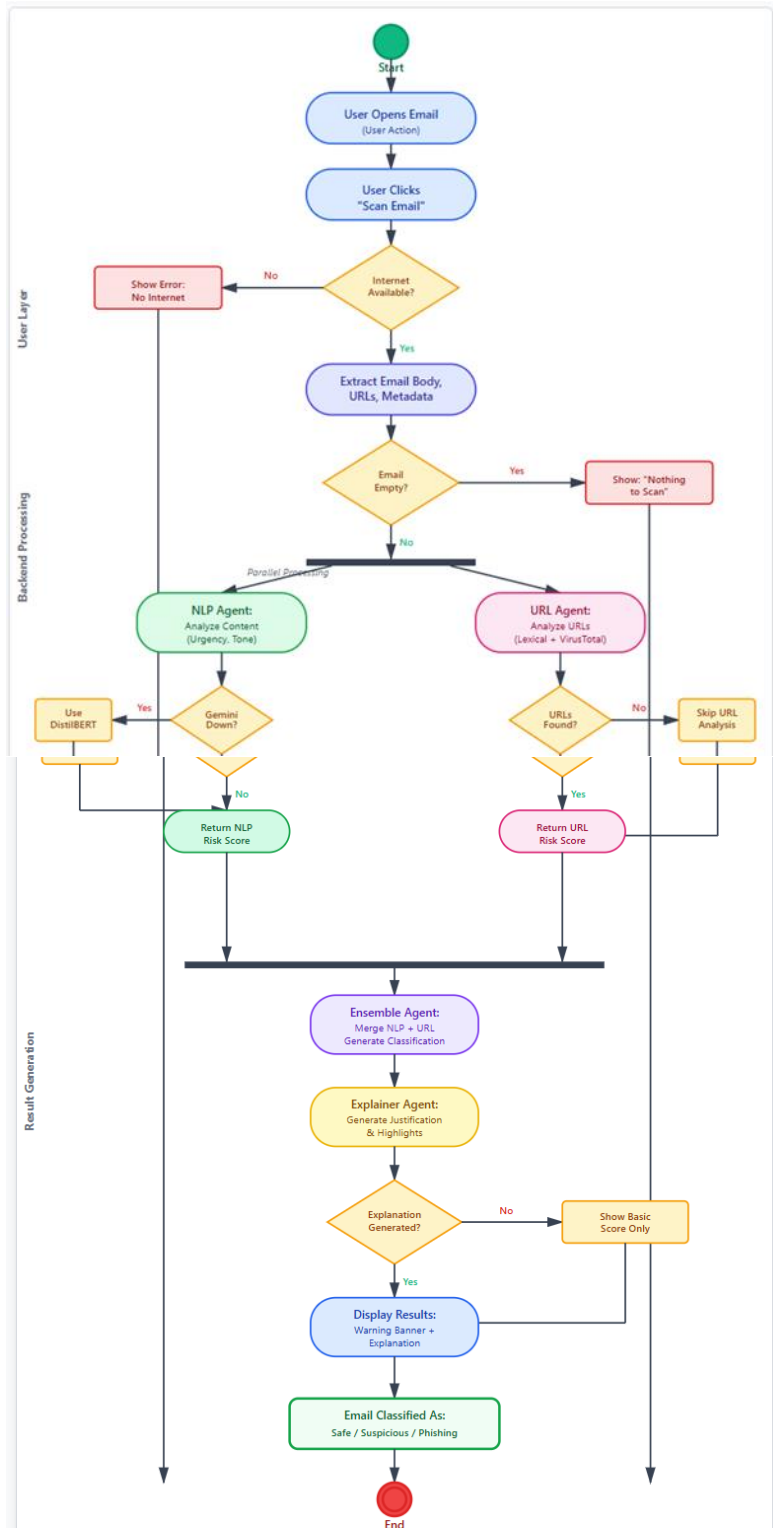 Start
User Opens Email
(User Action)
User Clicks
"Scan Email"
Internet
Available?
No
Show Error:
No Internet
User Layer
Yes
Extract Email Body,
URLs, Metadata
Email
Empty?
Yes
Show: "Nothing
to Scan"
Backend Processing
No
Parallel Processing
NLP Agent:
Analyze Content
(Urgency, Tone)
URL Agent:
Analyze URLs
(Lexical + VirusTotal)
Use
DistilBERT
Yes
Gemini
Down?
URLs
Found?
No
Skip URL
Analysis
No
Yes
Return NLP
Risk Score
Return URL
Risk Score
Ensemble Agent:
Merge NLP + URL
Generate Classification
Result Generation
Explainer Agent:
Generate Justification
& Highlights
Explanation
Generated?
No
Show Basic
Score Only
Yes
Display Results:
Warning Banner +
Explanation
Email Classified As:
Safe / Suspicious / Phishing
End